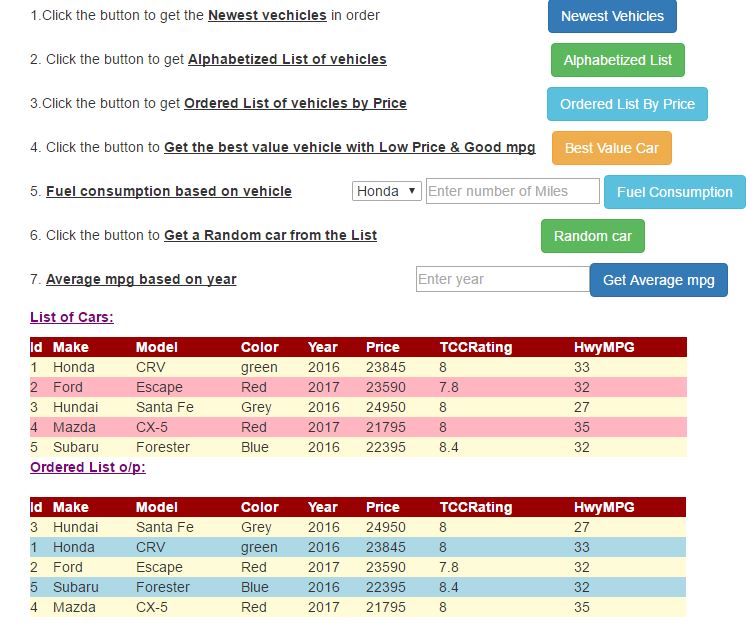 1.Click the button to get the Newest vechicles in order Newest Vehicles
2. Click the button to get Alphabetized List of vehicles Alphabetized List
3.Click the button to get Ordered List of vehicles by Price Ordered List By Price
4. Click the button to Get the best value vehicle with Low Price & Good mpg Best Value Car
5. Fuel consumption based on vehicle Honda Enter number of Miles Fuel Consumption
6. Click the button to Get a Random car from the List Random car
7. Average mpg based on year Enter year Get Average mpg
List of Cars:
Id Make Model Color Year Price TCCRating HwyMPG
1 Honda CRV green 2016 23845 8 33
2 Ford Escape Red 2017 23590 7.8 32
3 Hundai Santa Fe Grey 2016 24950 8 27
4 Mazda CX-5 Red 2017 21795 8 35
5 Subaru Forester Blue 2016 22395 8.4 32
Ordered List o/p:
Id Make Model Color Year Price TCCRating HwyMPG
3 Hundai Santa Fe Grey 2016 24950 8 27
1 Honda CRV green 2016 23845 8 33
2 Ford Escape Red 2017 23590 7.8 32
5 Subaru Forester Blue 2016 22395 8.4 32
4 Mazda CX-5 Red 2017 21795 8 35